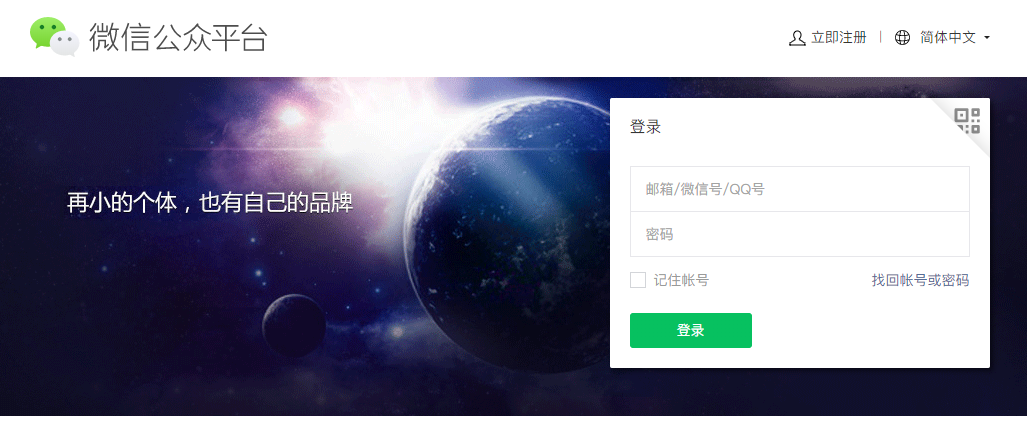 微信公众平台
立即注册 | 简体中文
登录
再小的个体，也有自己的品牌
邮箱/微信号/QQ号
密码
记住帐号 找回帐号或密码
登录